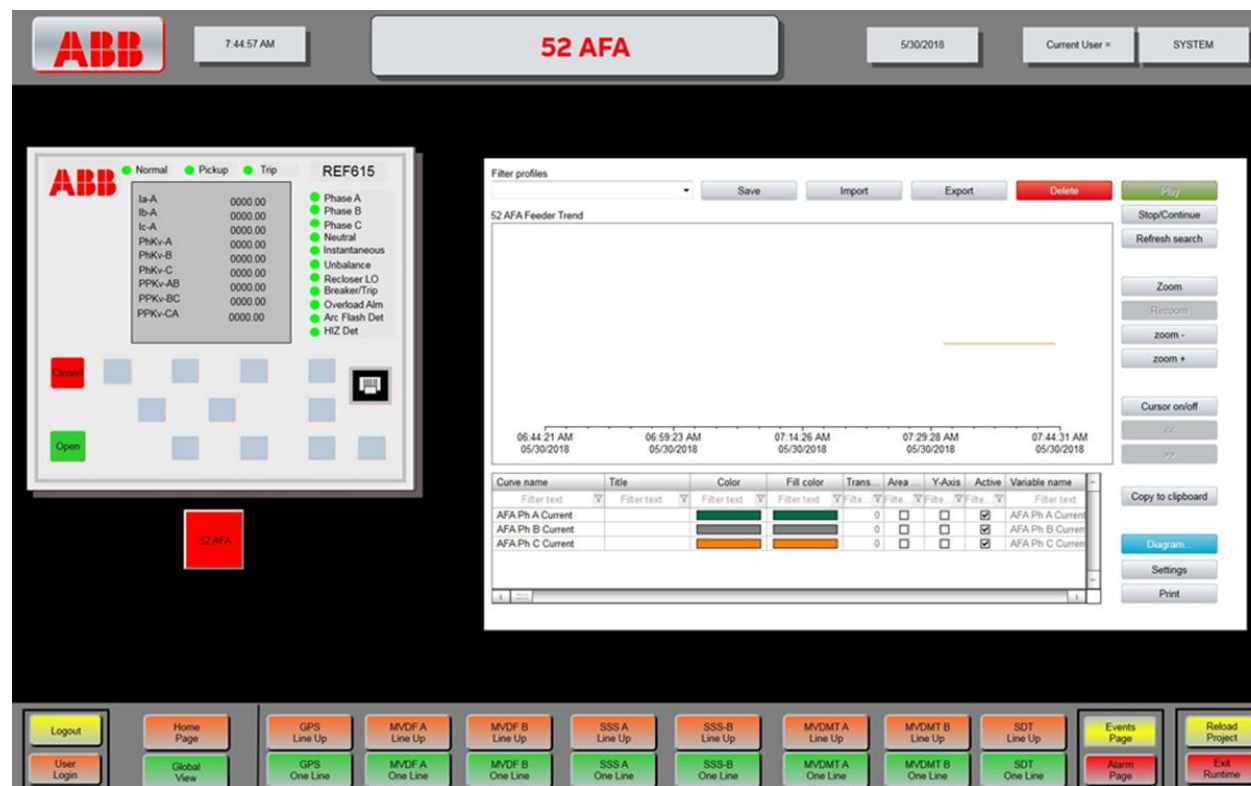 ABB
7:44:57 AM
52 AFA
5/30/2018
Current User =
SYSTEM
ABB
Normal
Pickup
Trip
REF615
Ia-A 0000.00
Ib-A 0000.00
Ic-A 0000.00
PhKv-A 0000.00
PhKv-B 0000.00
PhKv-C 0000.00
PPKv-AB 0000.00
PPKv-BC 0000.00
PPKv-CA 0000.00
Phase A
Phase B
Phase C
Neutral
Instantaneous
Unbalance
Recloser LO
Breaker/Trip
Overload Alm
Arc Flash Det
HIZ Det
Closed
Open
52 AFA
Filter profiles
Save
Import
Export
Delete
Play
52 AFA Feeder Trend
Stop/Continue
Refresh search
Zoom
Rezoom
zoom -
zoom +
Cursor on/off
<<
>>
Copy to clipboard
Diagram...
Settings
Print
06:44:21 AM 06:59:23 AM 07:14:26 AM 07:29:28 AM 07:44:31 AM
05/30/2018 05/30/2018 05/30/2018 05/30/2018 05/30/2018
Curve name Title Color Fill color Trans... Area ... Y-Axis Active Variable name
Filter text Filter text Filter text Filter text Filte... Filte... Filte... Filte... Filter text
AFA Ph A Current 0 AFA Ph A Current
AFA Ph B Current 0 AFA Ph B Curren
AFA Ph C Current 0 AFA Ph C Curren
Logout
Home Page
GPS Line Up
MVDF A Line Up
MVDF B Line Up
SSS A Line Up
SSS-B Line Up
MVDMT A Line Up
MVDMT B Line Up
SDT Line Up
Events Page
Reload Project
User Login
Global View
GPS One Line
MVDF A One Line
MVDF B One Line
SSS A One Line
SSS-B One Line
MVDMT A One Line
MVDMT B One Line
SDT One Line
Alarm Page
Exit Runtime